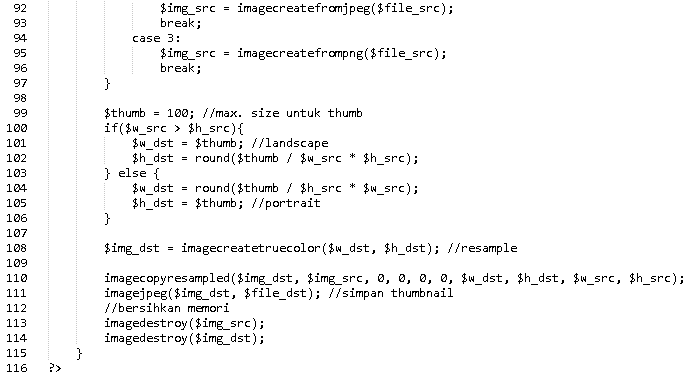 92 $img_src = imagecreatefromjpeg($file_src);
93 break;
94 case 3:
95 $img_src = imagecreatefrompng($file_src);
96 break;
97 }
98
99 $thumb = 100; //max. size untuk thumb
100 if($w_src > $h_src){
101 $w_dst = $thumb; //landscape
102 $h_dst = round($thumb / $w_src * $h_src);
103 } else {
104 $w_dst = round($thumb / $h_src * $w_src);
105 $h_dst = $thumb; //portrait
106 }
107
108 $img_dst = imagecreatetruecolor($w_dst, $h_dst); //resample
109
110 imagecopyresampled($img_dst, $img_src, 0, 0, 0, 0, $w_dst, $h_dst, $w_src, $h_src);
111 imagejpeg($img_dst, $file_dst); //simpan thumbnail
112 //bersihkan memori
113 imagedestroy($img_src);
114 imagedestroy($img_dst);
115 }
116 ?>